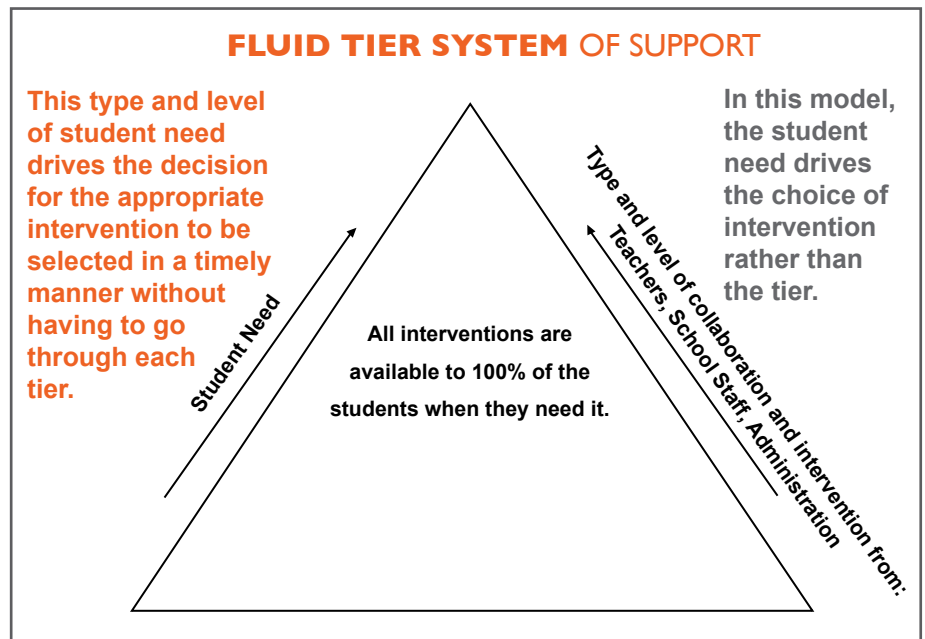 FLUID TIER SYSTEM OF SUPPORT
This type and level
of student need
drives the decision
for the appropriate
intervention to be
selected in a timely
manner without
having to go
through each
tier.
Student Need
All interventions are
available to 100% of the
students when they need it.
Type and level of collaboration and intervention from:
Teachers, School Staff, Administration
In this model,
the student
need drives
the choice of
intervention
rather than
the tier.